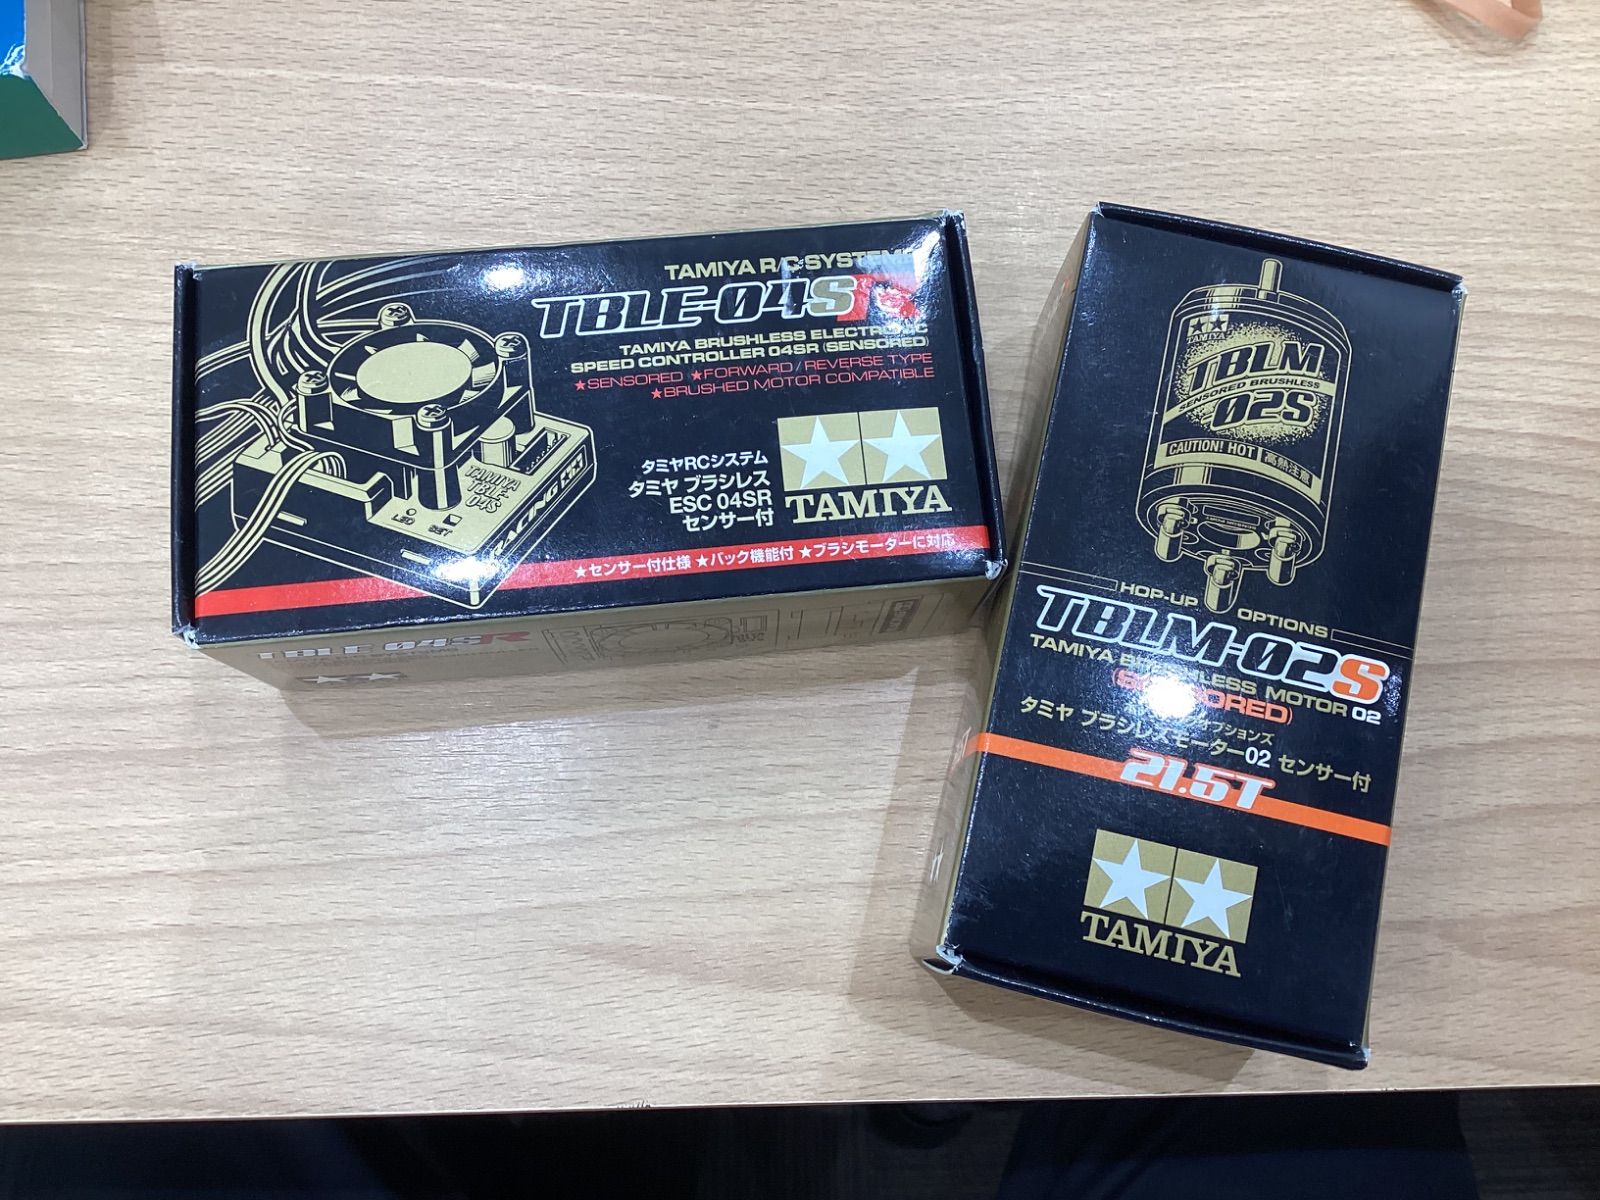 TAMIYA R/C SYSTEM
TBLE-04SR
TAMIYA BRUSHLESS ELECTRONIC
SPEED CONTROLLER 04SR (SENSORED)
★SENSORED ★FORWARD/REVERSE TYPE
★BRUSHED MOTOR COMPATIBLE
タミヤRCシステム
タミヤ ブラシレス
ESC 04SR
センサー付
TAMIYA
TAMIYA
TBLE-
04S
LED
SET
RACING
★センサー付仕様 ★バック機能付 ★ブラシモーターに対応
TBLE-04SR
TAMIYA
TBLM
SENSORED BRUSHLESS
02S
CAUTION! HOT 高熱注意
HOP-UP OPTIONS
TBLM-02S
TAMIYA BRUSHLESS MOTOR 02
(SENSORED)
タミヤ ブラシレスモーター02 センサー付
21.5T
TAMIYA